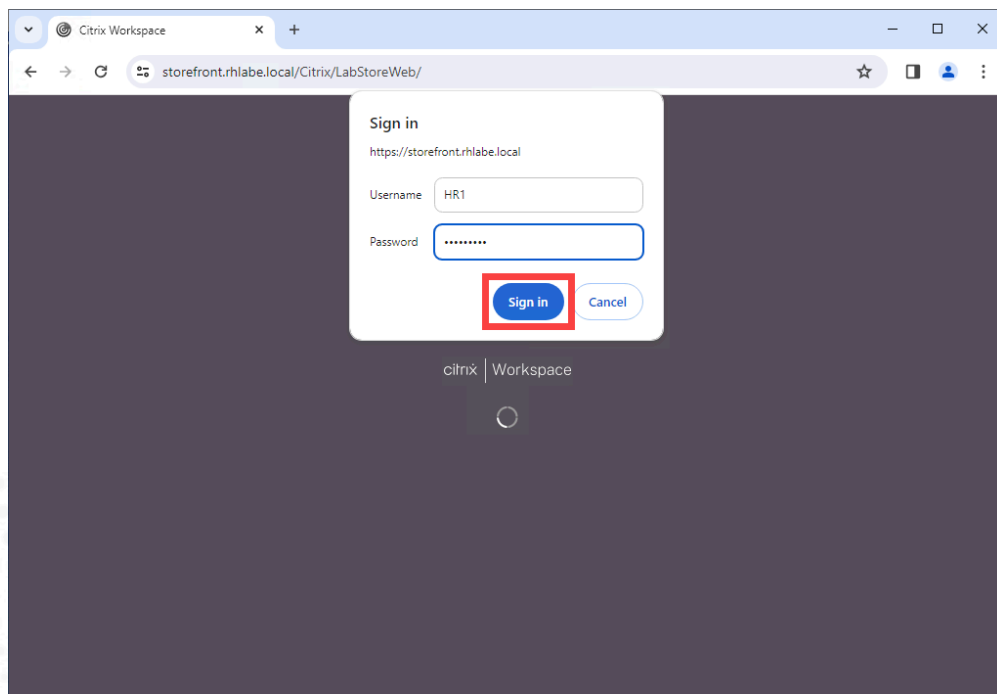 Citrix Workspace
storefront.rhlabe.local/Citrix/LabStoreWeb/
Sign in
https://storefront.rhlabe.local
Username HR1
Password •••••••••
Sign in Cancel
citrix | Workspace